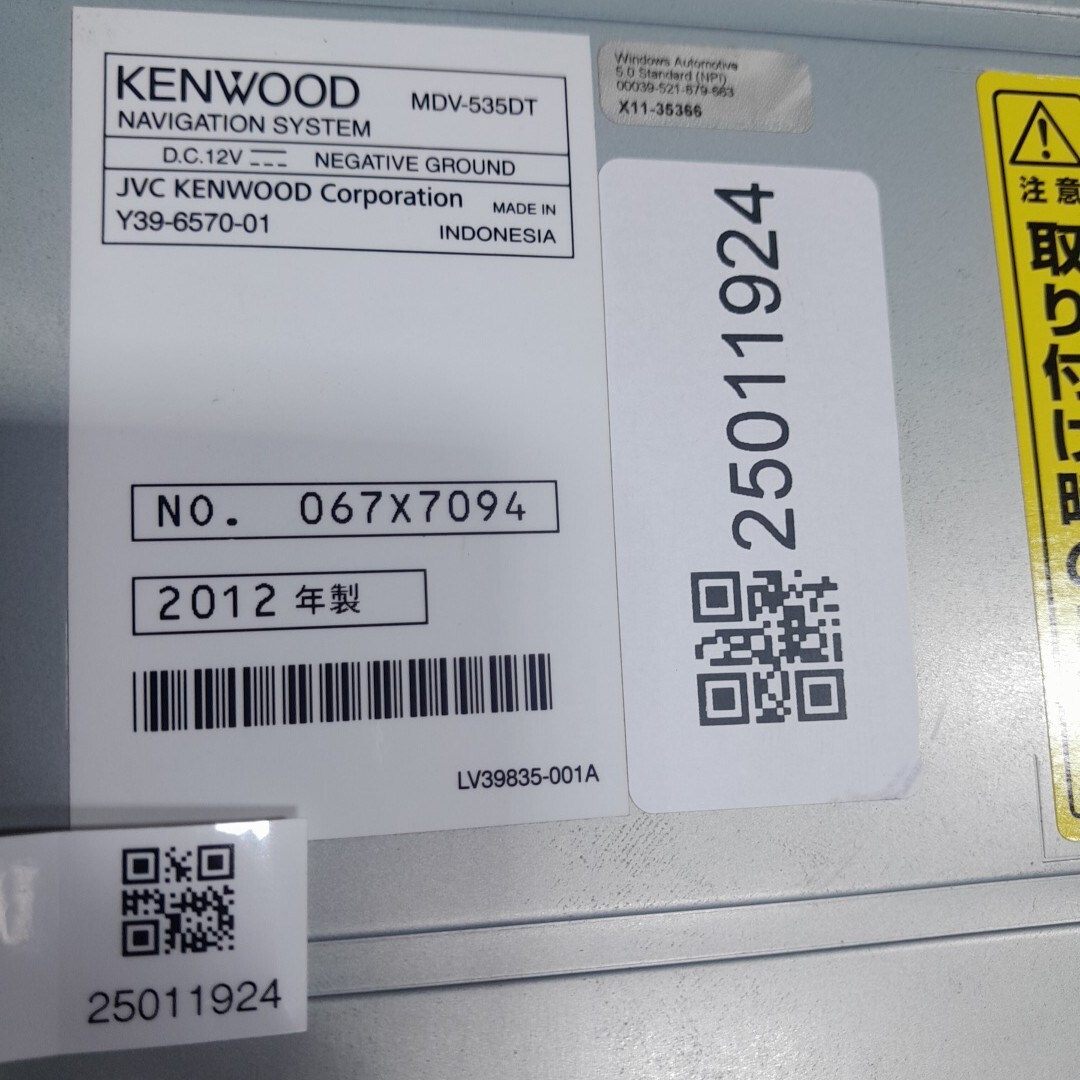 KENWOOD MDV-535DT
NAVIGATION SYSTEM
D.C.12V NEGATIVE GROUND
JVC KENWOOD Corporation MADE IN
Y39-6570-01 INDONESIA
NO. 067X7094
2012 年製
LV39835-001A
Windows Automotive
5.0 Standard (NPI)
00039-521-679-663
X11-35366
25011924
25011924
注意
取り付け時